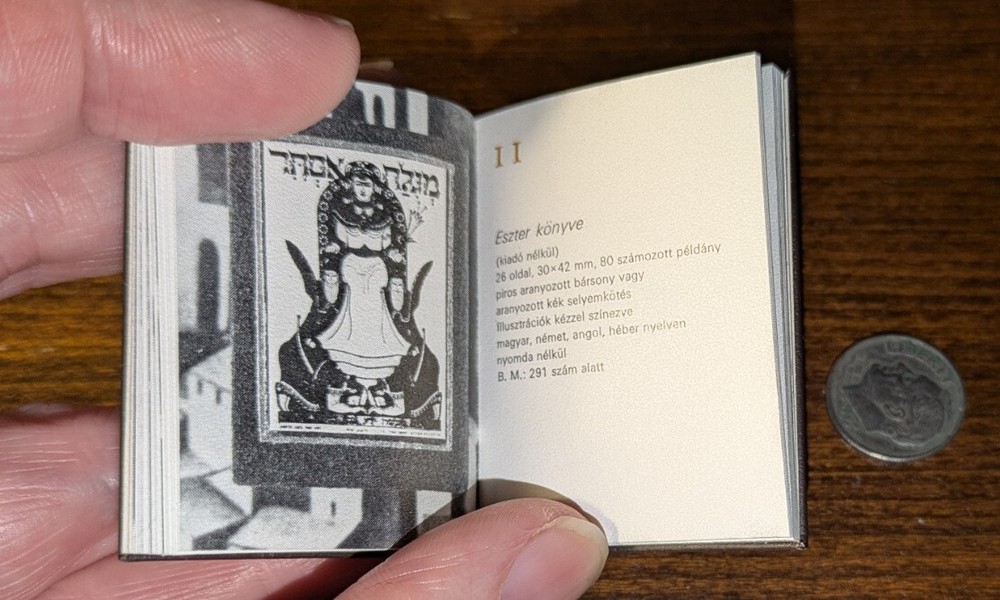 מגלת אסתר
11
Eszter könyve
(kiadó nélkül)
26 oldal, 30×42 mm, 80 számozott példány
piros aranyozott bársony vagy
aranyozott kék selyemkötés
Illusztrációk kézzel színezve
magyar, német, angol, héber nyelvan
nyomda nélkül
B. M.: 291 szám alatt